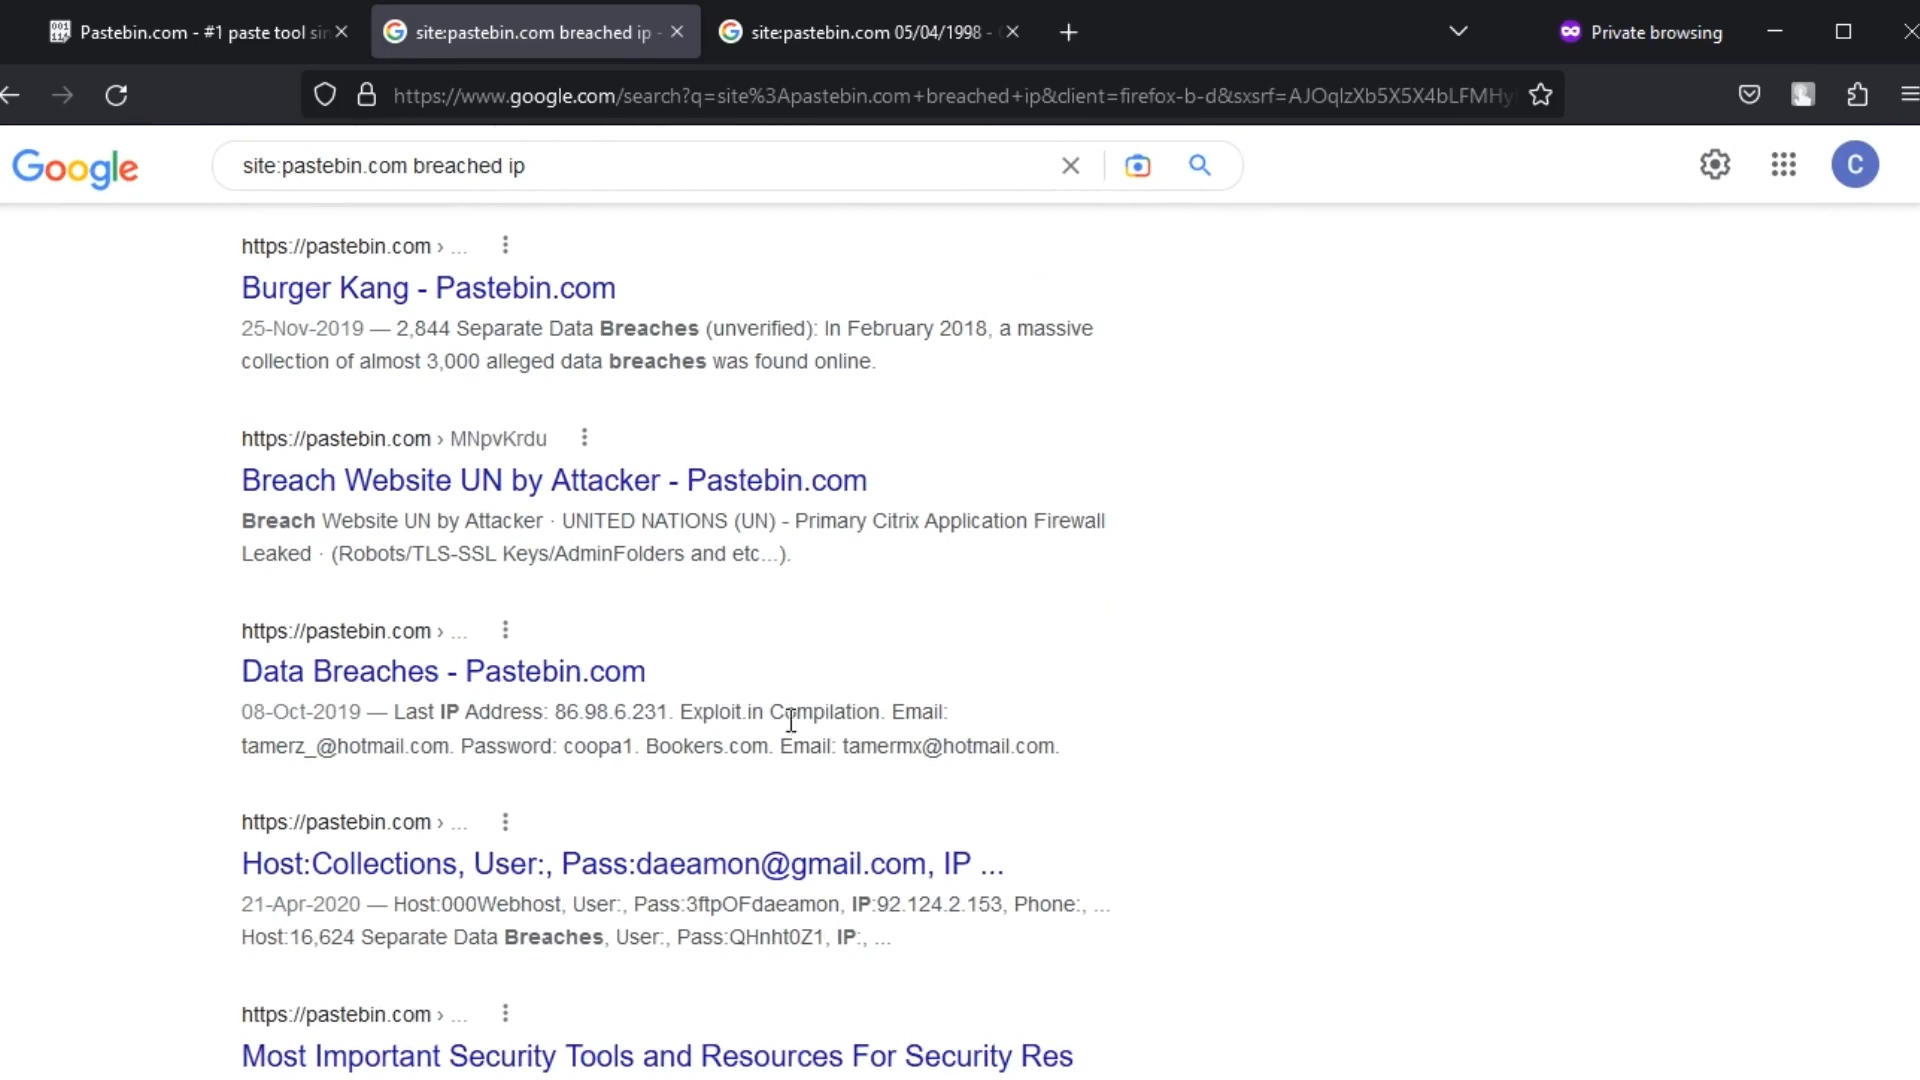 Pastebin.com - #1 paste tool sin
site:pastebin.com breached ip -
site:pastebin.com 05/04/1998 -
Private browsing
https://www.google.com/search?q=site%3Apastebin.com+breached+ip&client=firefox-b-d&sxsrf=AJOqlzXb5X5X4bLFMHy
Google
site:pastebin.com breached ip
C
https://pastebin.com › ...
Burger Kang - Pastebin.com
25-Nov-2019 — 2,844 Separate Data Breaches (unverified): In February 2018, a massive
collection of almost 3,000 alleged data breaches was found online.
https://pastebin.com › MNpvKrdu
Breach Website UN by Attacker - Pastebin.com
Breach Website UN by Attacker · UNITED NATIONS (UN) - Primary Citrix Application Firewall
Leaked · (Robots/TLS-SSL Keys/AdminFolders and etc...).
https://pastebin.com › ...
Data Breaches - Pastebin.com
08-Oct-2019 — Last IP Address: 86.98.6.231. Exploit.in Compilation. Email:
tamerz_@hotmail.com. Password: coopa1. Bookers.com. Email: tamermx@hotmail.com.
https://pastebin.com › ...
Host:Collections, User:, Pass:daeamon@gmail.com, IP ...
21-Apr-2020 — Host:000Webhost, User:, Pass:3ftpOFdaeamon, IP:92.124.2.153, Phone:, ...
Host:16,624 Separate Data Breaches, User:, Pass:QHnht0Z1, IP:, ...
https://pastebin.com › ...
Most Important Security Tools and Resources For Security Res